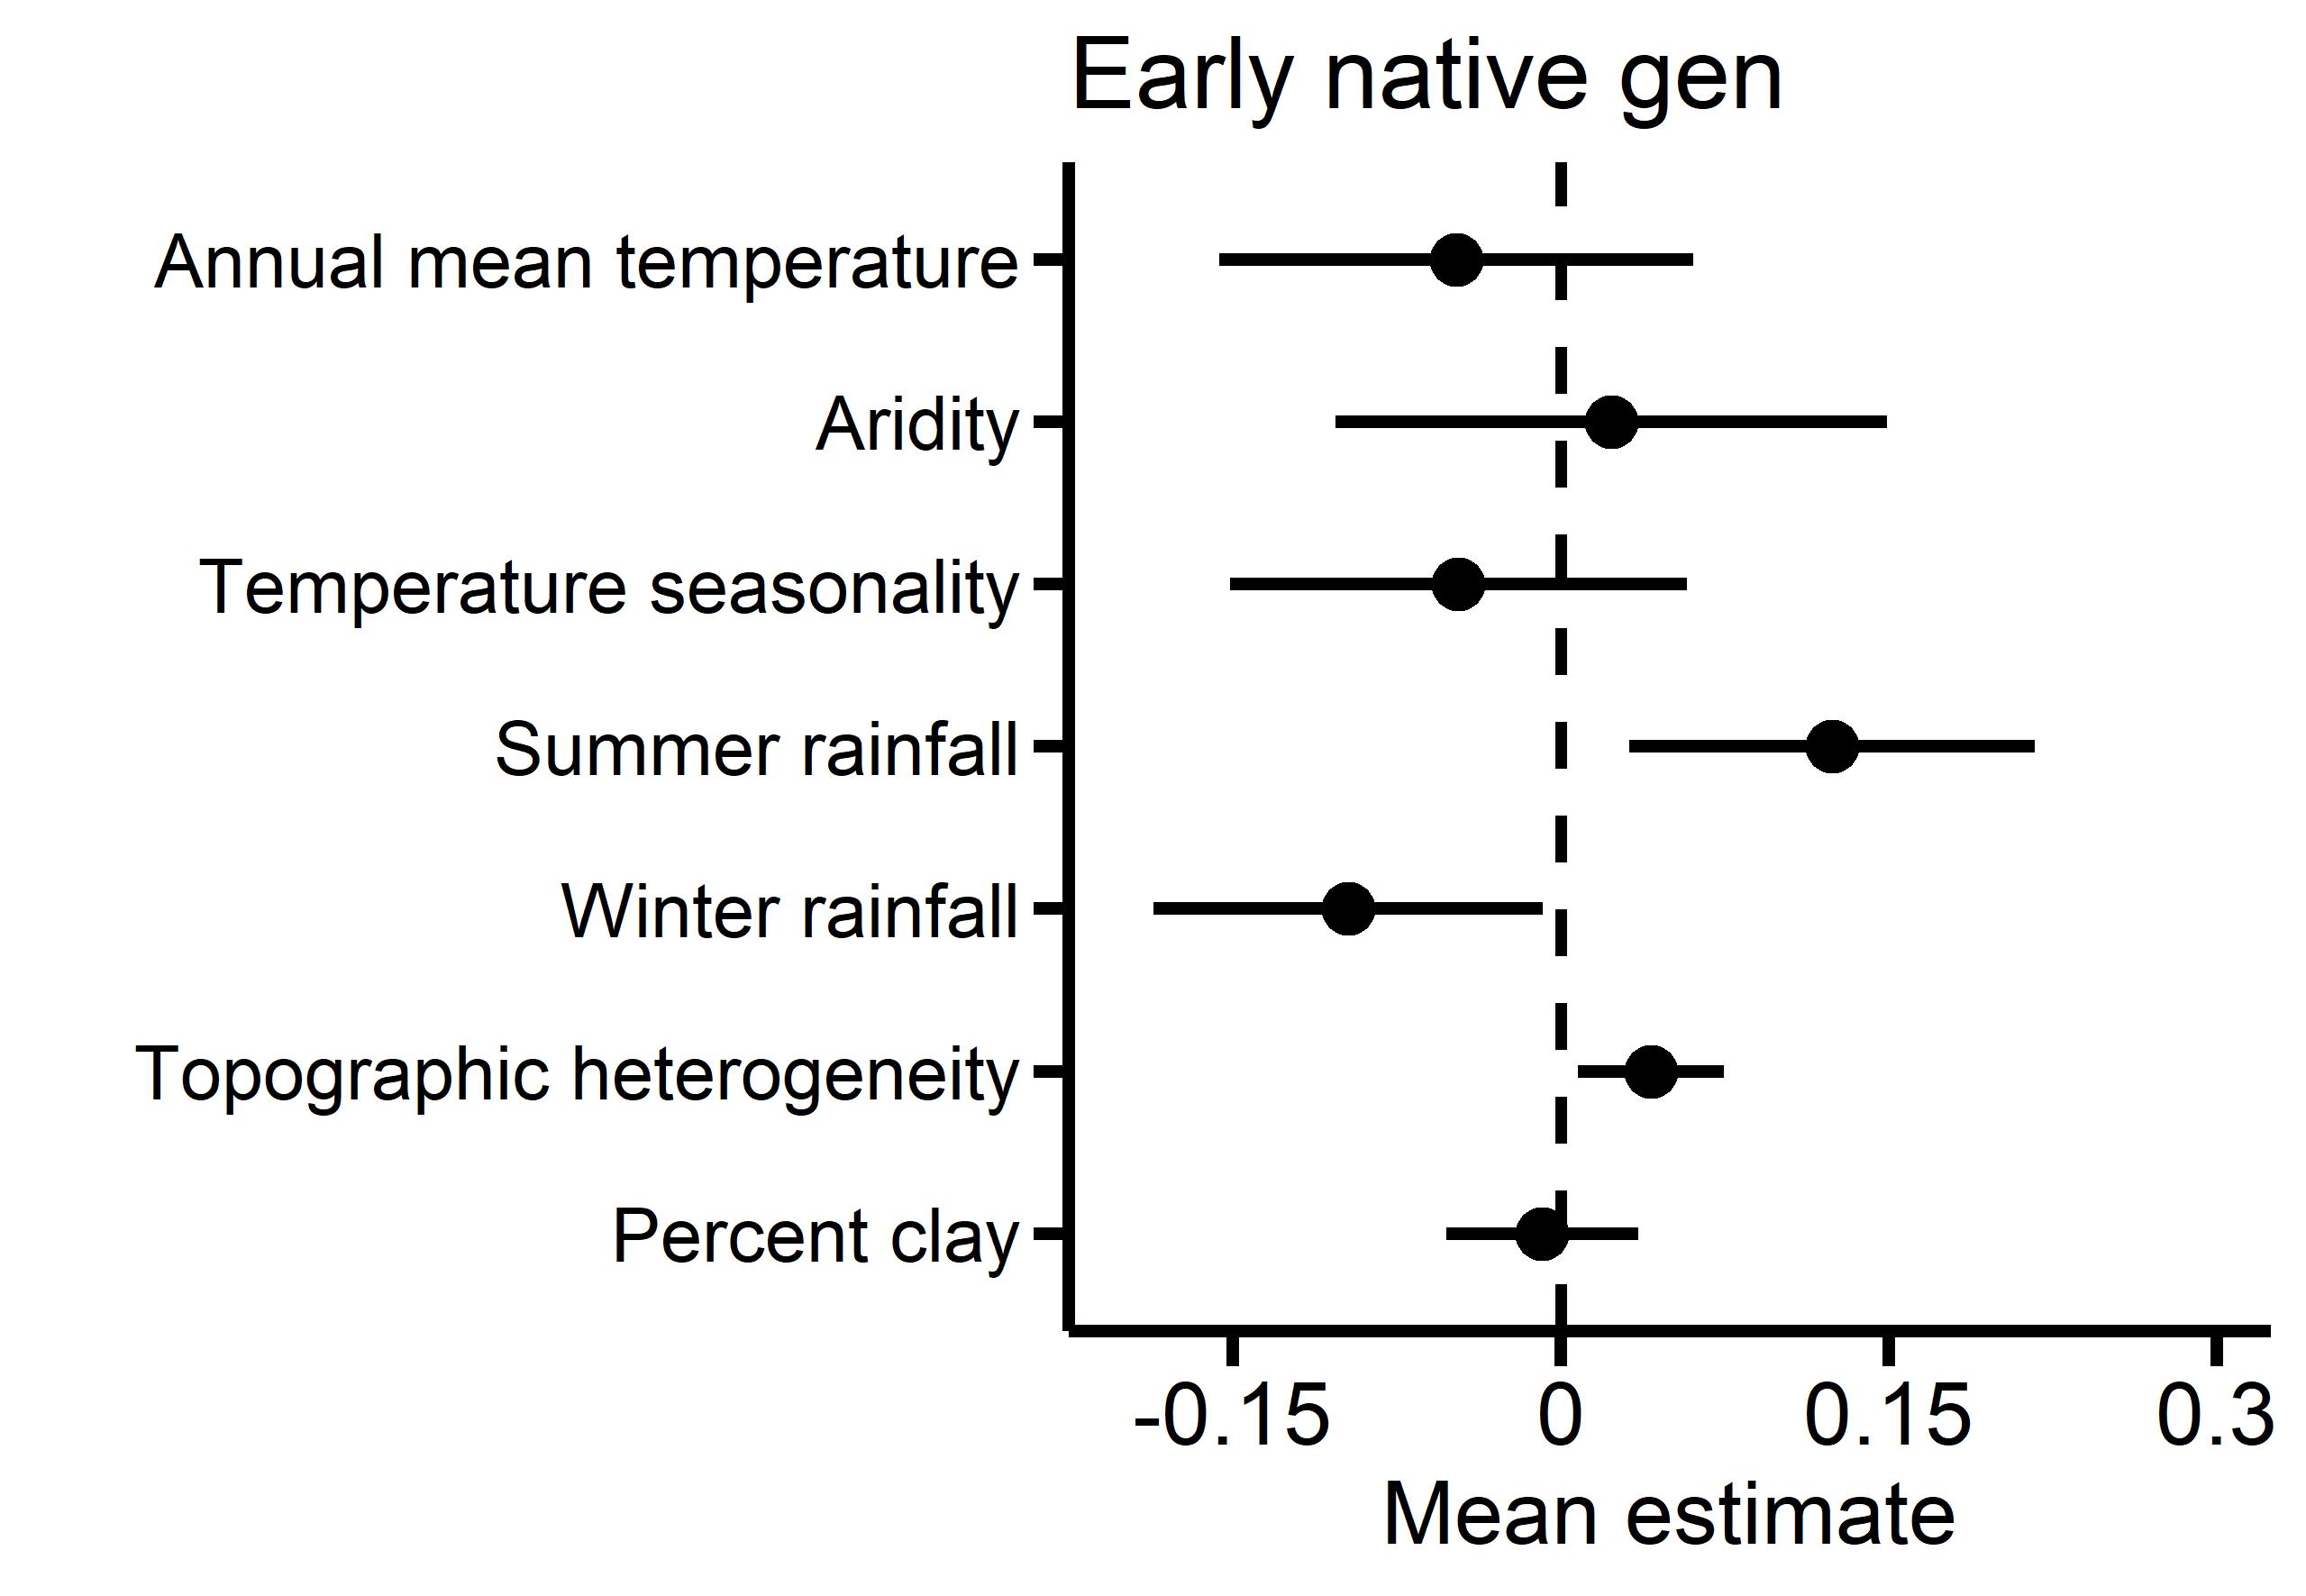 Early native gen
Annual mean temperature
Aridity
Temperature seasonality
Summer rainfall
Winter rainfall
Topographic heterogeneity
Percent clay
-0.15 0 0.15 0.3
Mean estimate